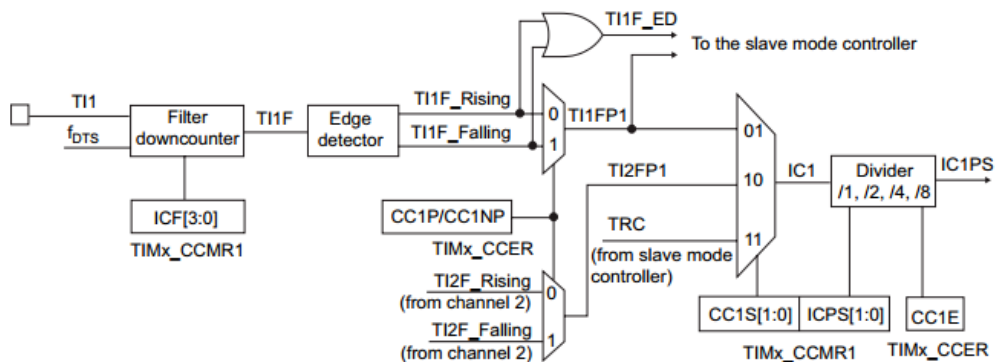 TI1F_ED
To the slave mode controller
TI1
f_DTS
Filter
downcounter
TI1F
Edge
detector
TI1F_Rising
TI1F_Falling
0
1
TI1FP1
01
10
11
TI2FP1
TRC
(from slave mode
controller)
IC1
Divider
/1, /2, /4, /8
IC1PS
ICF[3:0]
TIMx_CCMR1
CC1P/CC1NP
TIMx_CCER
TI2F_Rising
(from channel 2)
TI2F_Falling
(from channel 2)
0
1
CC1S[1:0]
ICPS[1:0]
TIMx_CCMR1
CC1E
TIMx_CCER